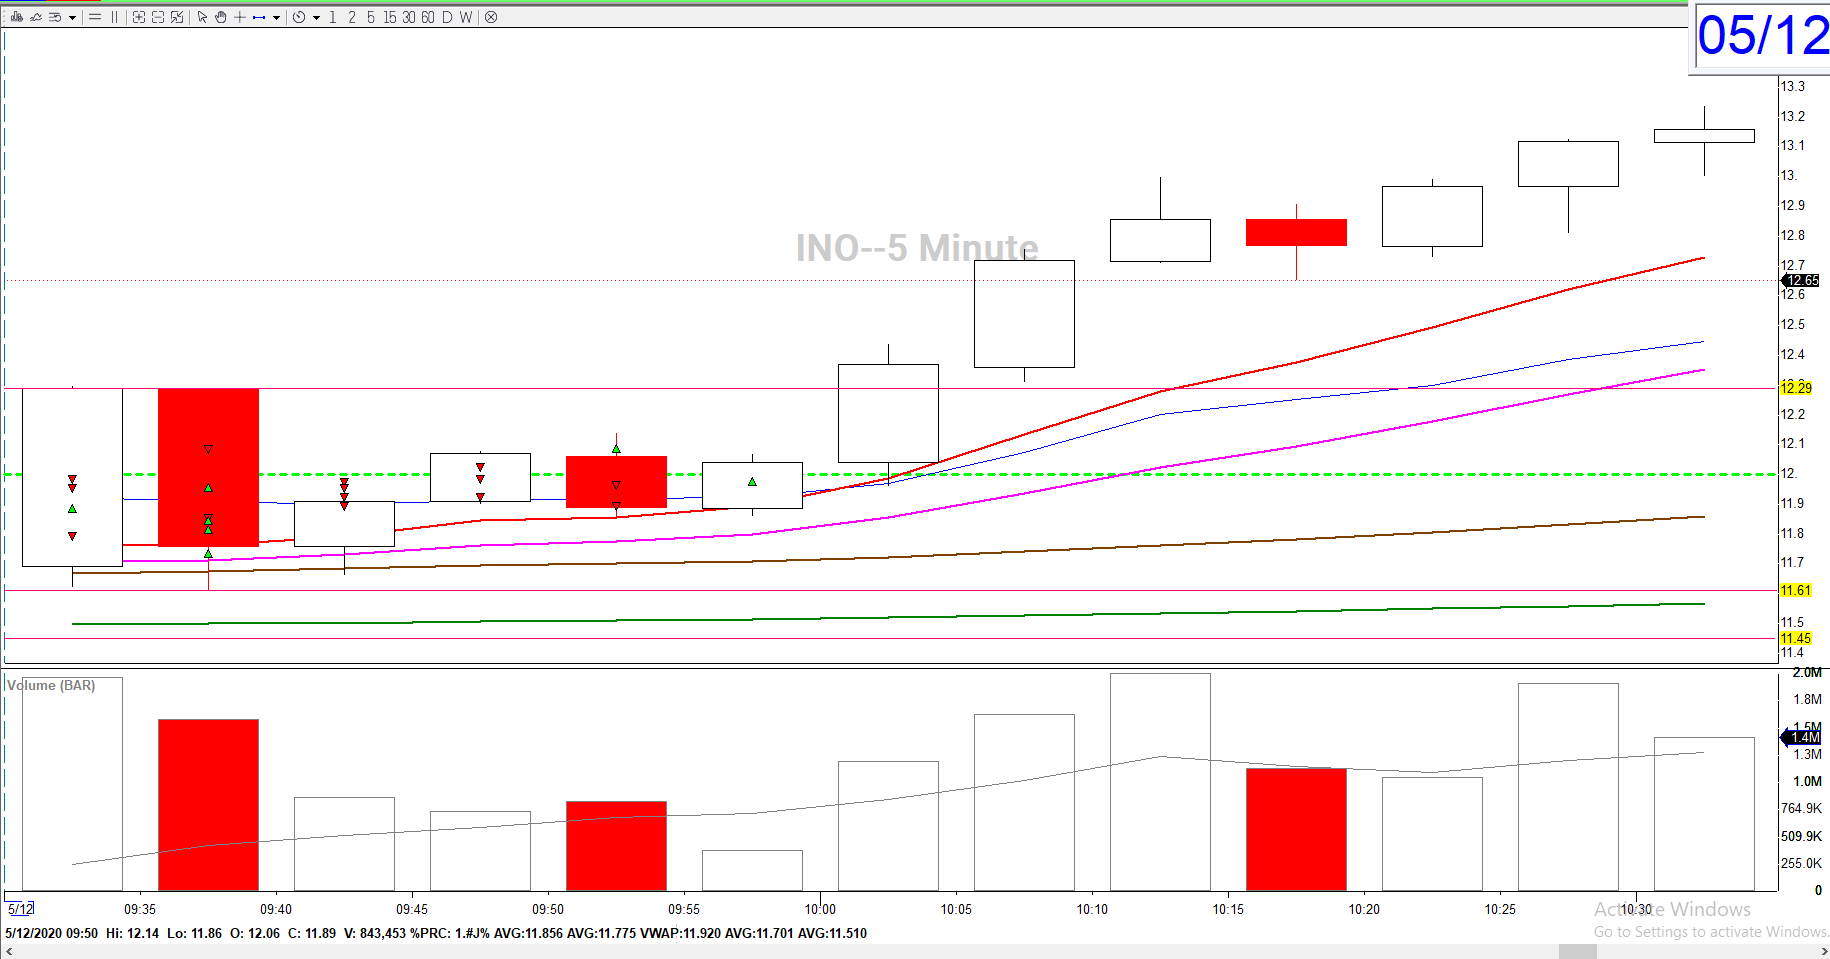 1 2 5 15 30 60 D W
05/12
INO--5 Minute
13.3
13.2
13.1
13.
12.9
12.8
12.7
12.65
12.6
12.5
12.4
12.29
12.2
12.1
12.
11.9
11.8
11.7
11.61
11.5
11.45
11.4
Volume (BAR)
2.0M
1.8M
1.5M
1.4M
1.3M
1.0M
764.9K
509.9K
255.0K
0
5/12 09:35 09:40 09:45 09:50 09:55 10:00 10:05 10:10 10:15 10:20 10:25 10:30
Activate Windows
Go to Settings to activate Windows.
5/12/2020 09:50 Hi: 12.14 Lo: 11.86 O: 12.06 C: 11.89 V: 843,453 %PRC: 1.#J% AVG:11.856 AVG:11.775 VWAP:11.920 AVG:11.701 AVG:11.510